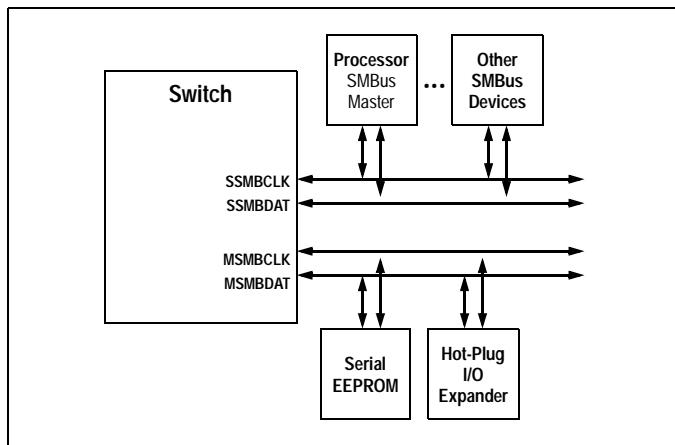 Switch
Processor
SMBus
Master
...
Other
SMBus
Devices
SSMBCLK
SSMBDAT
MSMBCLK
MSMBDAT
Serial
EEPROM
Hot-Plug
I/O
Expander